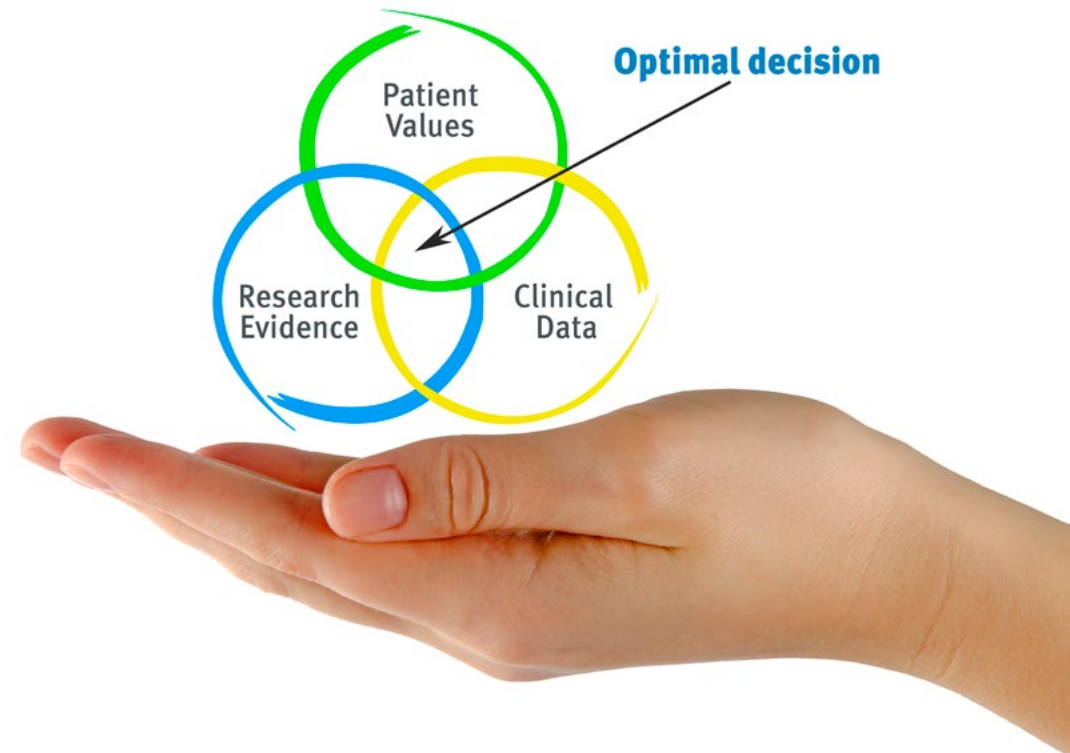 Optimal decision
Patient
Values
Research
Evidence
Clinical
Data